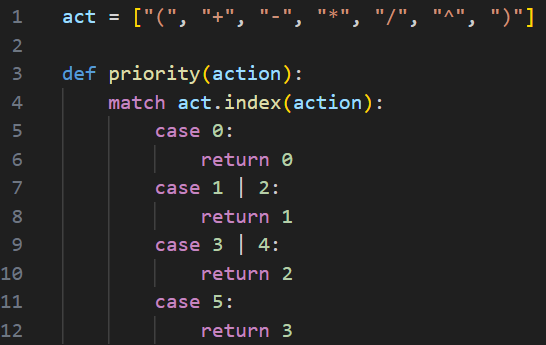 1 act = ["(", "+", "-", "*", "/", "^", ")"]
2
3 def priority(action):
4     match act.index(action):
5         case 0:
6             return 0
7         case 1 | 2:
8             return 1
9         case 3 | 4:
10             return 2
11         case 5:
12             return 3